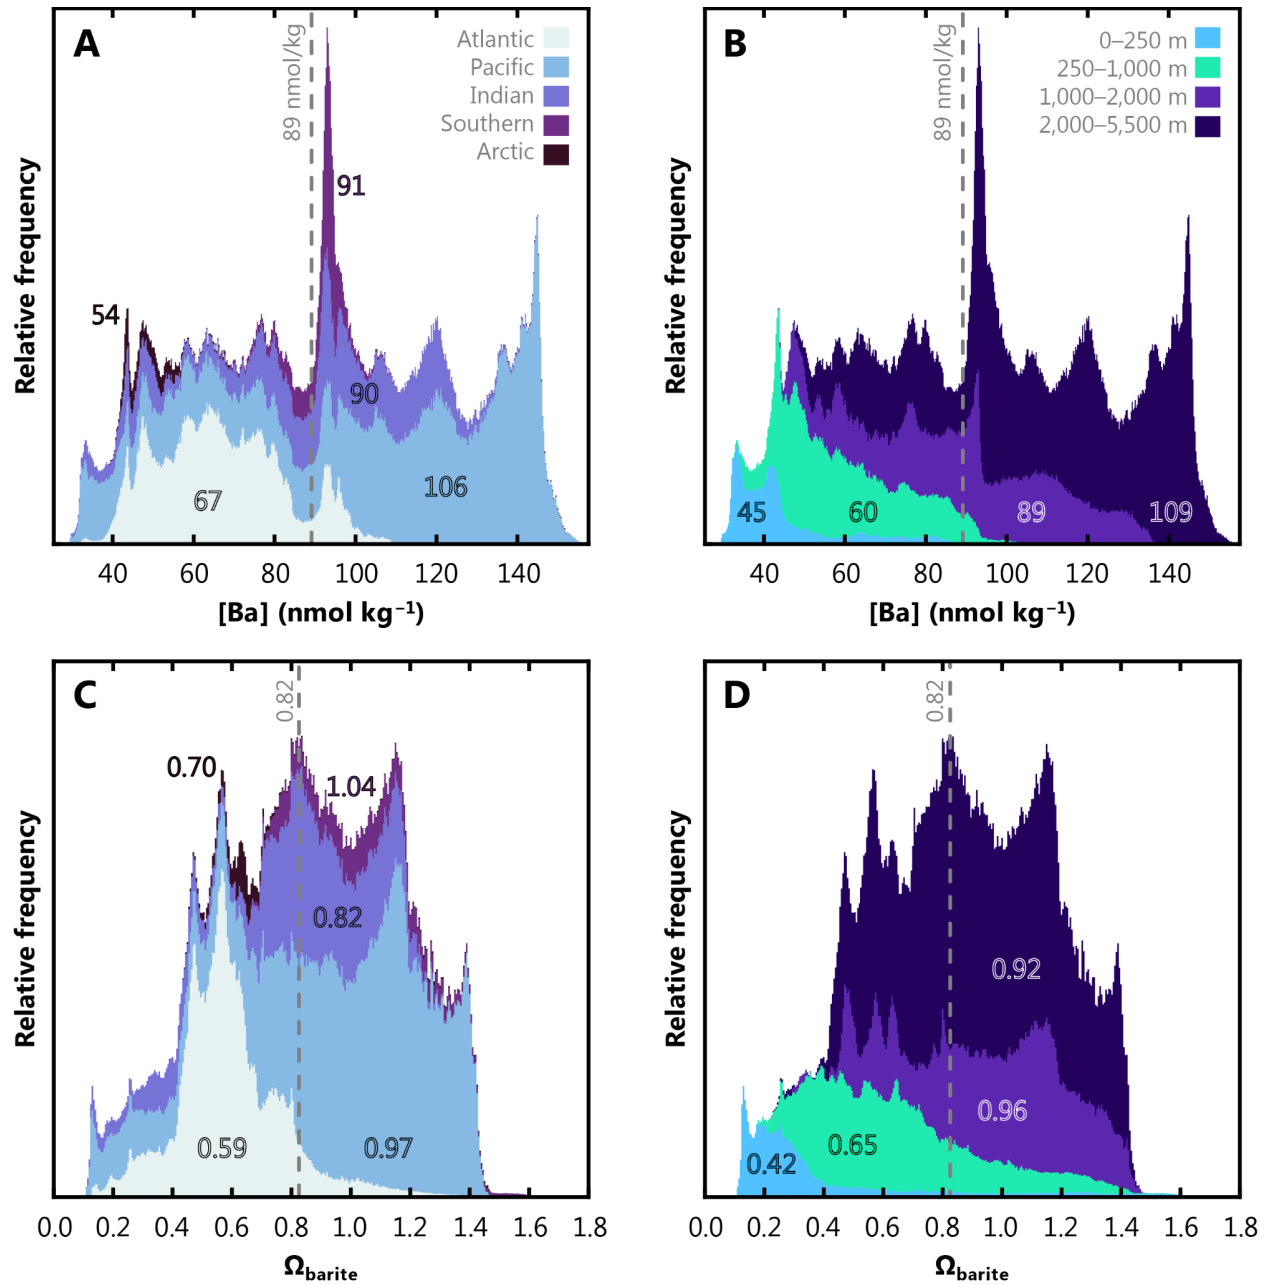 A
Atlantic
Pacific
Indian
Southern
Arctic
89 nmol/kg
91
54
90
67
106
Relative frequency
40 60 80 100 120 140
[Ba] (nmol kg⁻¹)
B
0–250 m
250–1,000 m
1,000–2,000 m
2,000–5,500 m
89 nmol/kg
45 60 89 109
Relative frequency
40 60 80 100 120 140
[Ba] (nmol kg⁻¹)
C
0.82
0.70
1.04
0.82
0.59
0.97
Relative frequency
0.0 0.2 0.4 0.6 0.8 1.0 1.2 1.4 1.6 1.8
Ωbarite
D
0.82
0.92
0.96
0.65
0.42
Relative frequency
0.0 0.2 0.4 0.6 0.8 1.0 1.2 1.4 1.6 1.8
Ωbarite